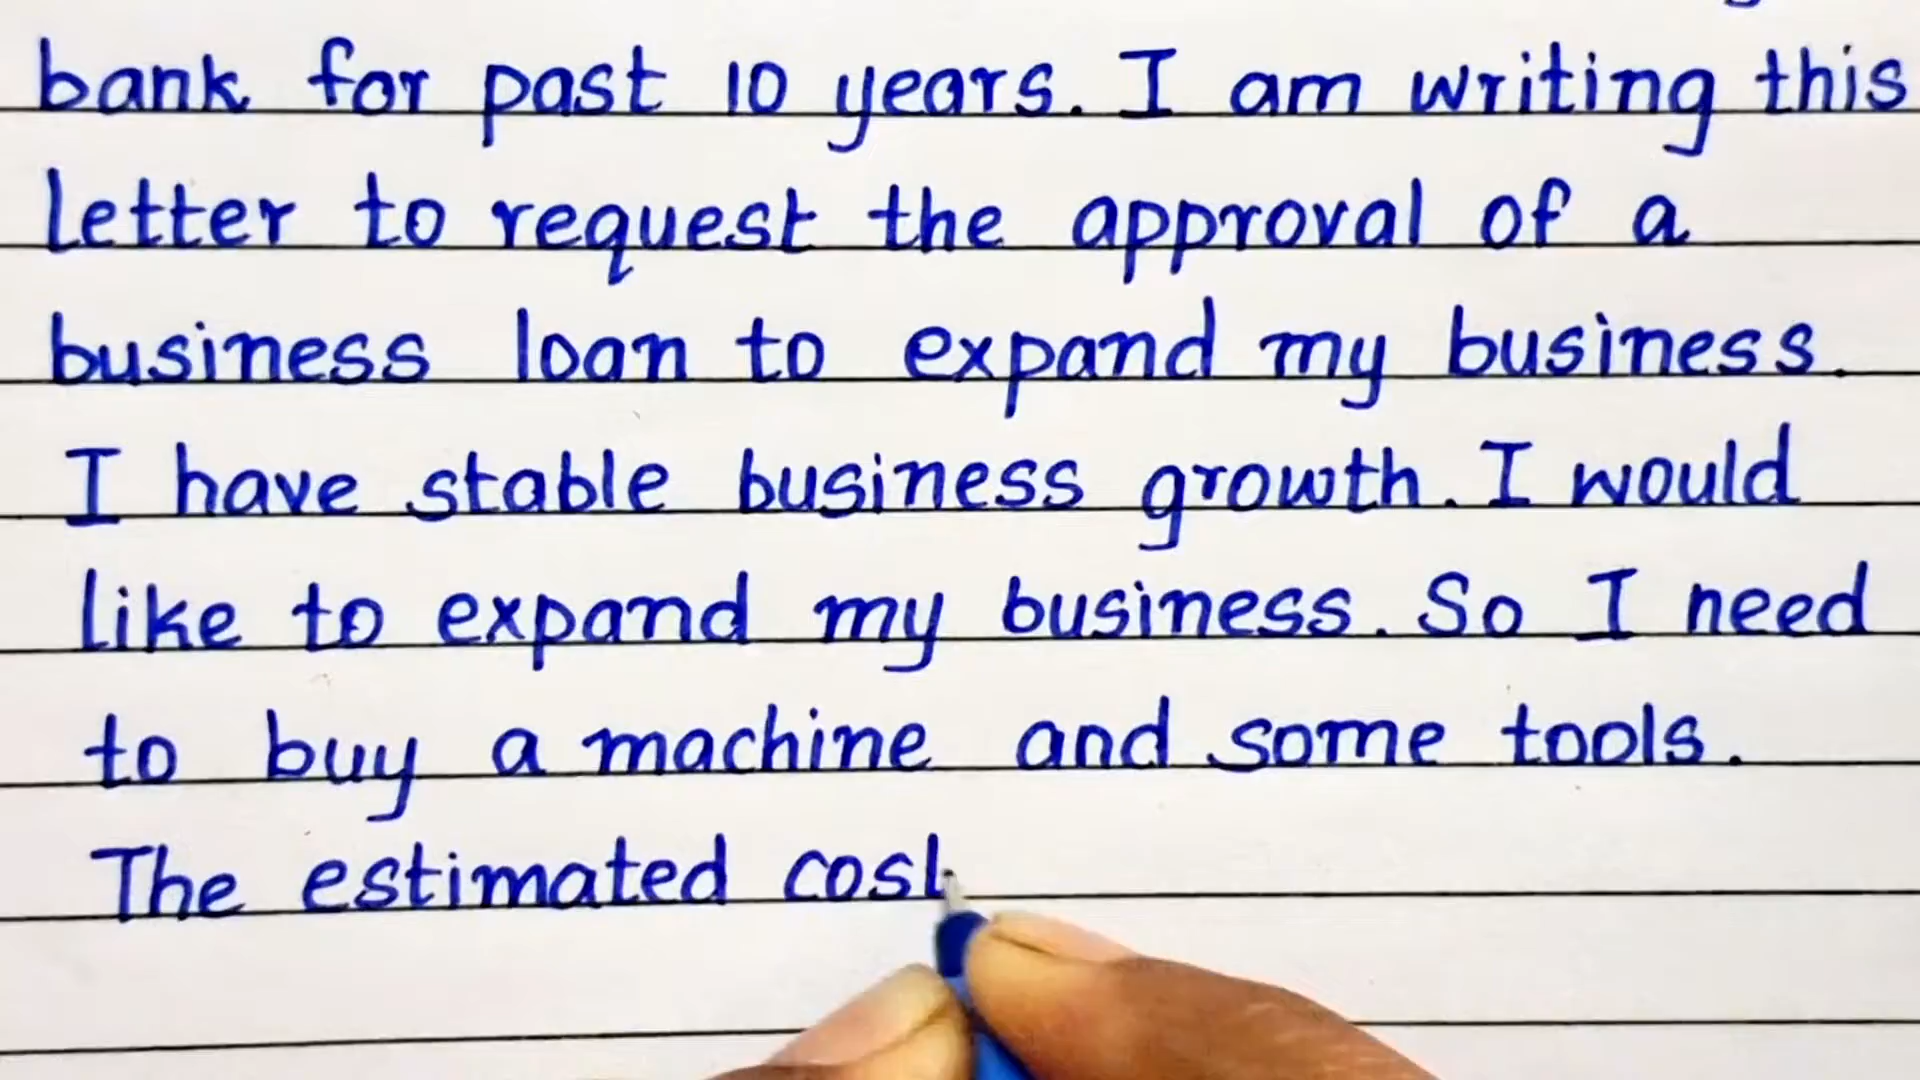 bank for past 10 years. I am writing this
letter to request the approval of a
business loan to expand my business.
I have stable business growth. I would
like to expand my business. So I need
to buy a machine and some tools.
The estimated cost